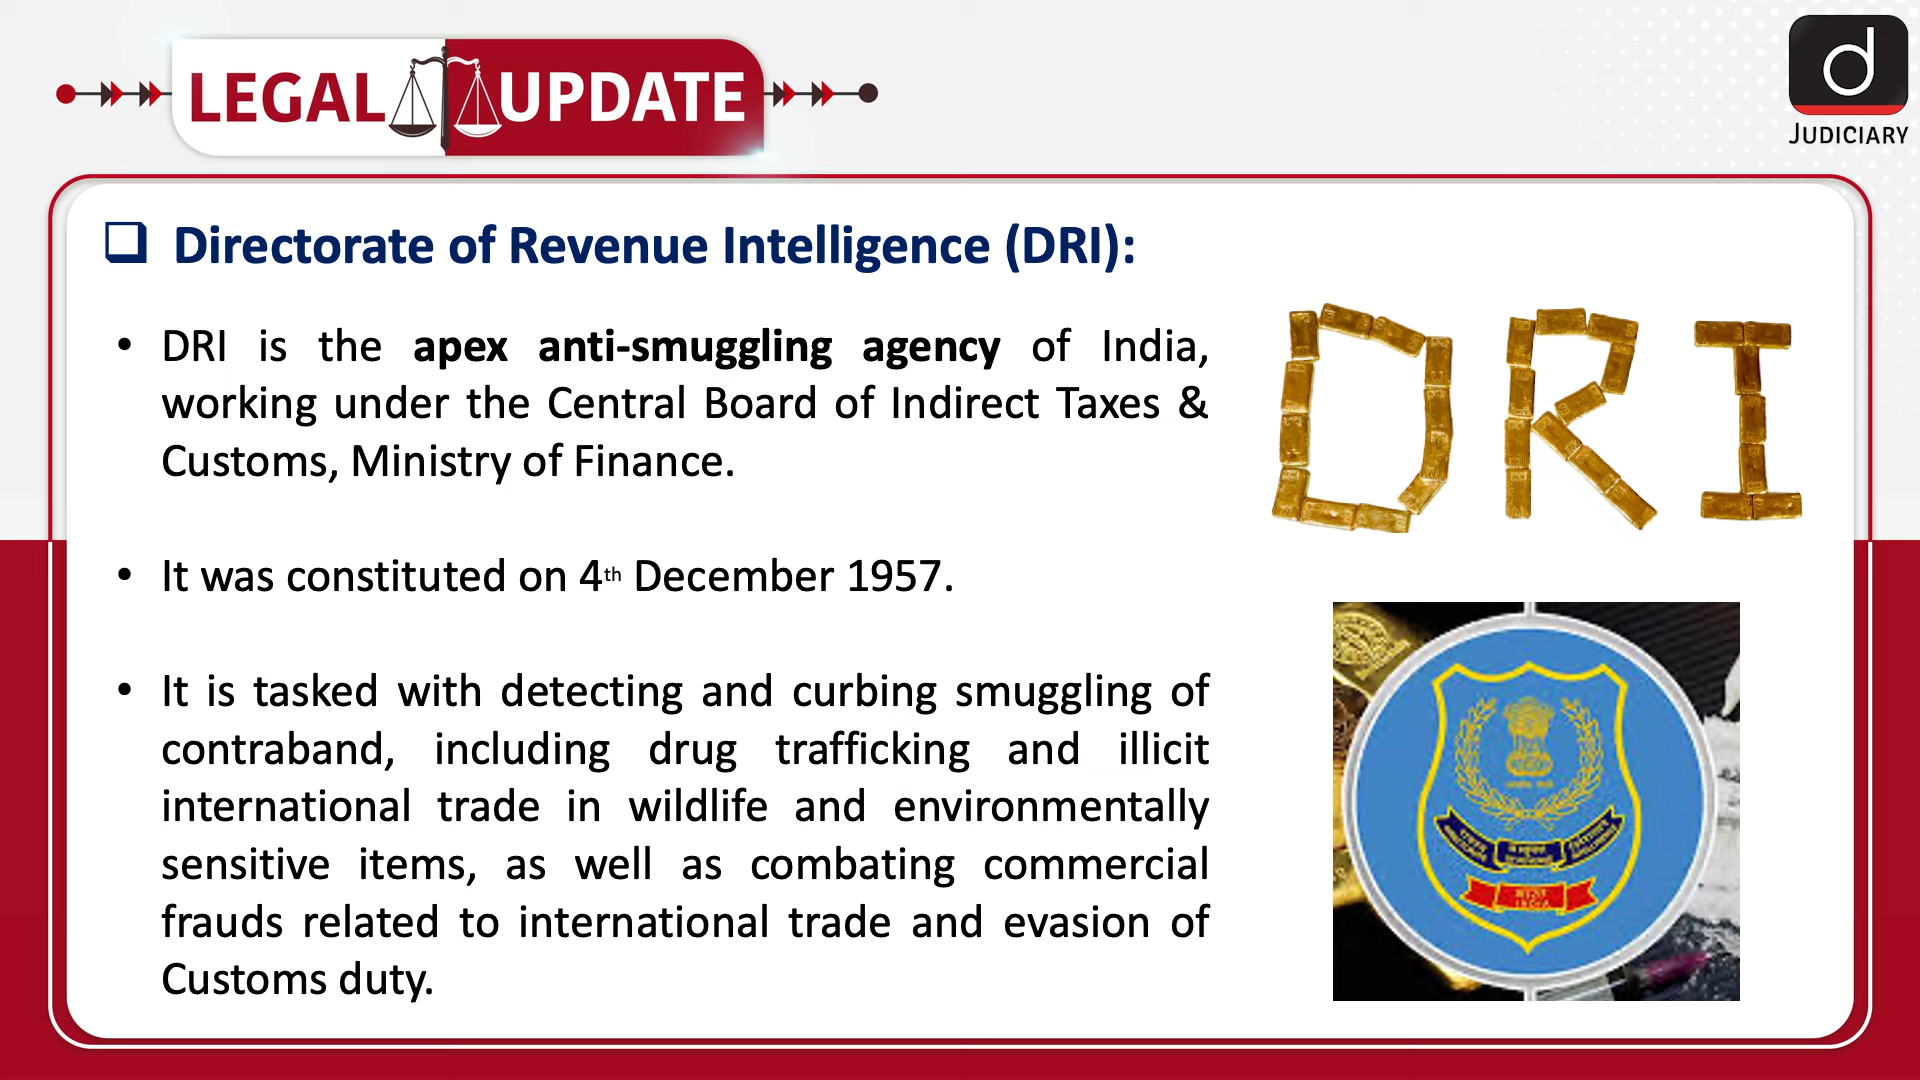 LEGAL UPDATE
d
JUDICIARY
❑ Directorate of Revenue Intelligence (DRI):
• DRI is the apex anti-smuggling agency of India,
working under the Central Board of Indirect Taxes &
Customs, Ministry of Finance.
• It was constituted on 4th December 1957.
• It is tasked with detecting and curbing smuggling of
contraband, including drug trafficking and illicit
international trade in wildlife and environmentally
sensitive items, as well as combating commercial
frauds related to international trade and evasion of
Customs duty.
DRI